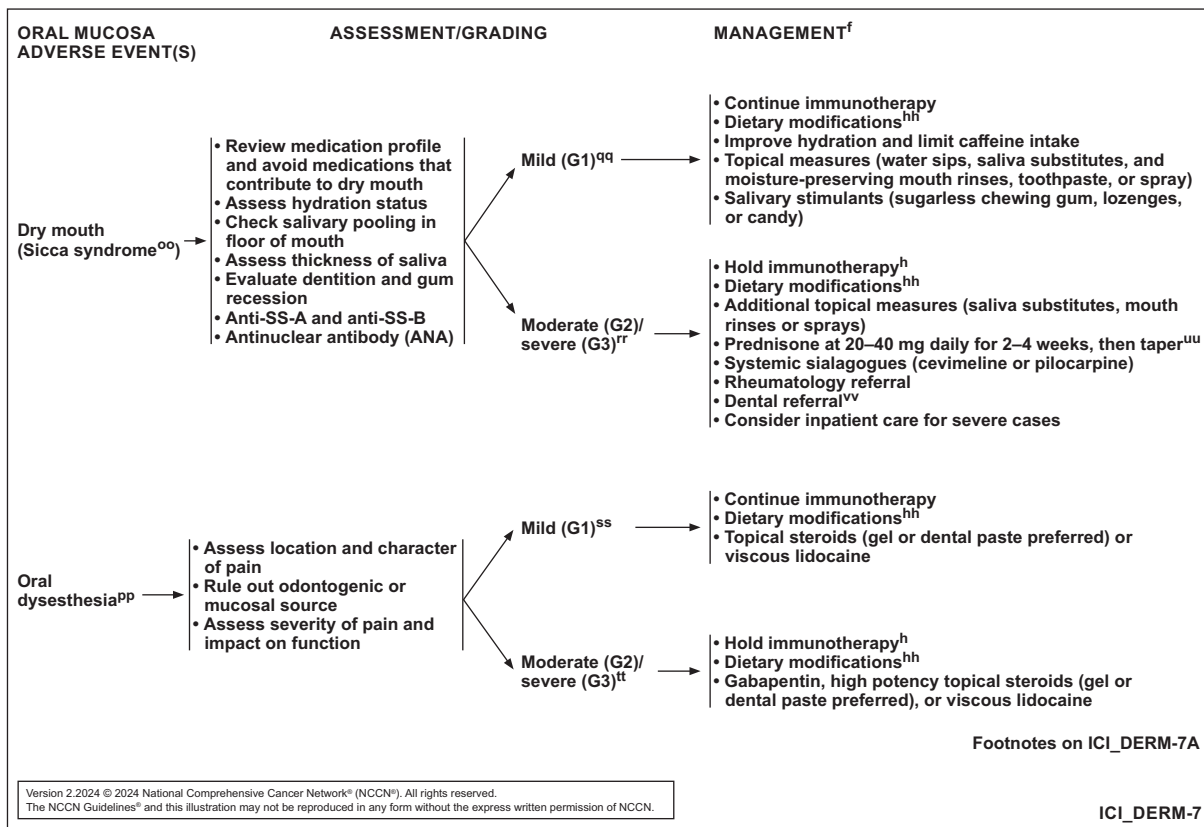 ORAL MUCOSA
ADVERSE EVENT(S)
ASSESSMENT/GRADING
MANAGEMENTf
Dry mouth
(Sicca syndromeoo)
• Review medication profile
and avoid medications that
contribute to dry mouth
• Assess hydration status
• Check salivary pooling in
floor of mouth
• Assess thickness of saliva
• Evaluate dentition and gum
recession
• Anti-SS-A and anti-SS-B
• Antinuclear antibody (ANA)
Mild (G1)qq
• Continue immunotherapy
• Dietary modificationshh
• Improve hydration and limit caffeine intake
• Topical measures (water sips, saliva substitutes, and
moisture-preserving mouth rinses, toothpaste, or spray)
• Salivary stimulants (sugarless chewing gum, lozenges,
or candy)
Moderate (G2)/
severe (G3)rr
• Hold immunotherapyh
• Dietary modificationshh
• Additional topical measures (saliva substitutes, mouth
rinses or sprays)
• Prednisone at 20–40 mg daily for 2–4 weeks, then taperuu
• Systemic sialagogues (cevimeline or pilocarpine)
• Rheumatology referral
• Dental referralvv
• Consider inpatient care for severe cases
Oral
dysesthesiapp
• Assess location and character
of pain
• Rule out odontogenic or
mucosal source
• Assess severity of pain and
impact on function
Mild (G1)ss
• Continue immunotherapy
• Dietary modificationshh
• Topical steroids (gel or dental paste preferred) or
viscous lidocaine
Moderate (G2)/
severe (G3)tt
• Hold immunotherapyh
• Dietary modificationshh
• Gabapentin, high potency topical steroids (gel or
dental paste preferred), or viscous lidocaine
Footnotes on ICI_DERM-7A
Version 2.2024 © 2024 National Comprehensive Cancer Network® (NCCN®). All rights reserved.
The NCCN Guidelines® and this illustration may not be reproduced in any form without the express written permission of NCCN.
ICI_DERM-7